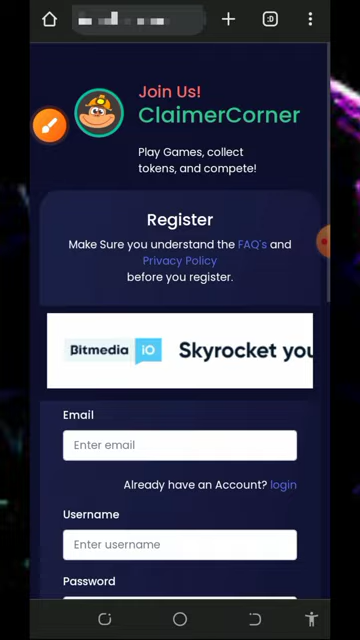 :D
Join Us!
ClaimerCorner
Play Games, collect
tokens, and compete!
Register
Make Sure you understand the FAQ's and
Privacy Policy
before you register.
Bitmedia iO Skyrocket you
Email
Enter email
Already have an Account? login
Username
Enter username
Password